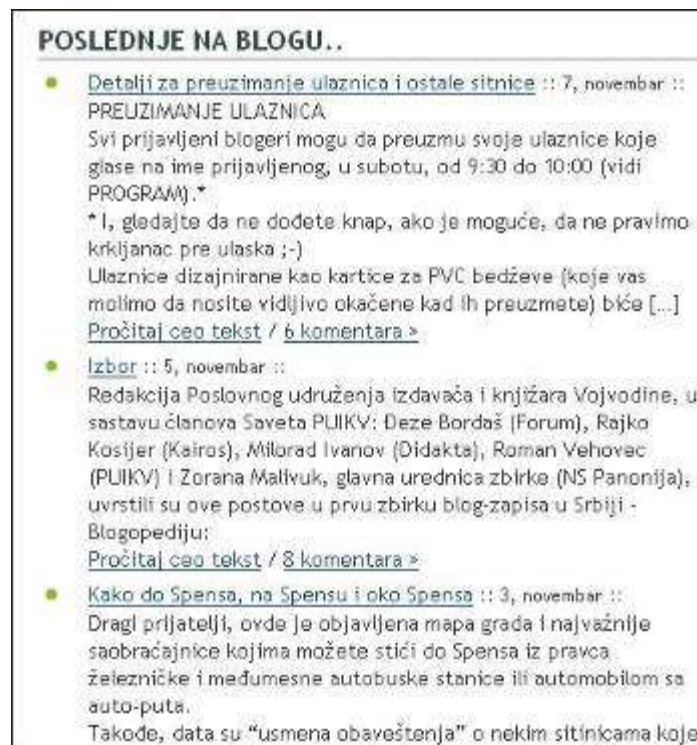 POSLEDNJE NA BLOGU..
Detalji za preuzimanje ulaznica i ostale sitnice :: 7, novembar ::
PREUZIMANJE ULAZNICA
Svi prijavljeni blogeri mogu da preuzmu svoje ulaznice koje
glase na ime prijavljenog, u subotu, od 9:30 do 10:00 (vidi
PROGRAM).*
* I, gledajte da ne dođete knap, ako je moguće, da ne pravimo
krkljanac pre ulaska ;-)
Ulaznice dizajnirane kao kartice za PVC bedževe (koje vas
molimo da nosite vidljivo okačene kad ih preuzmete) biće [...]
Pročitaj ceo tekst / 6 komentara »
Izbor :: 5, novembar ::
Redakcija Poslovnog udruženja izdavača i knjižara Vojvodine, u
sastavu članova Saveta PUIKV: Deze Bordaš (Forum), Rajko
Kosijer (Kairos), Milorad Ivanov (Didakta), Roman Vehovec
(PUIKV) i Zorana Malivuk, glavna urednica zbirke (NS Panonija),
uvrstili su ove postove u prvu zbirku blog-zapisa u Srbiji -
Blogopediju:
Pročitaj ceo tekst / 8 komentara »
Kako do Spensa, na Spensu i oko Spensa :: 3, novembar ::
Dragi prijatelji, ovde je objavljena mapa grada i najvažnije
saobraćajnice kojima možete stići do Spensa iz pravca
železničke i međumesne autobuske stanice ili automobilom sa
auto-puta.
Takođe, data su "usmena obaveštenja" o nekim sitinicama koje